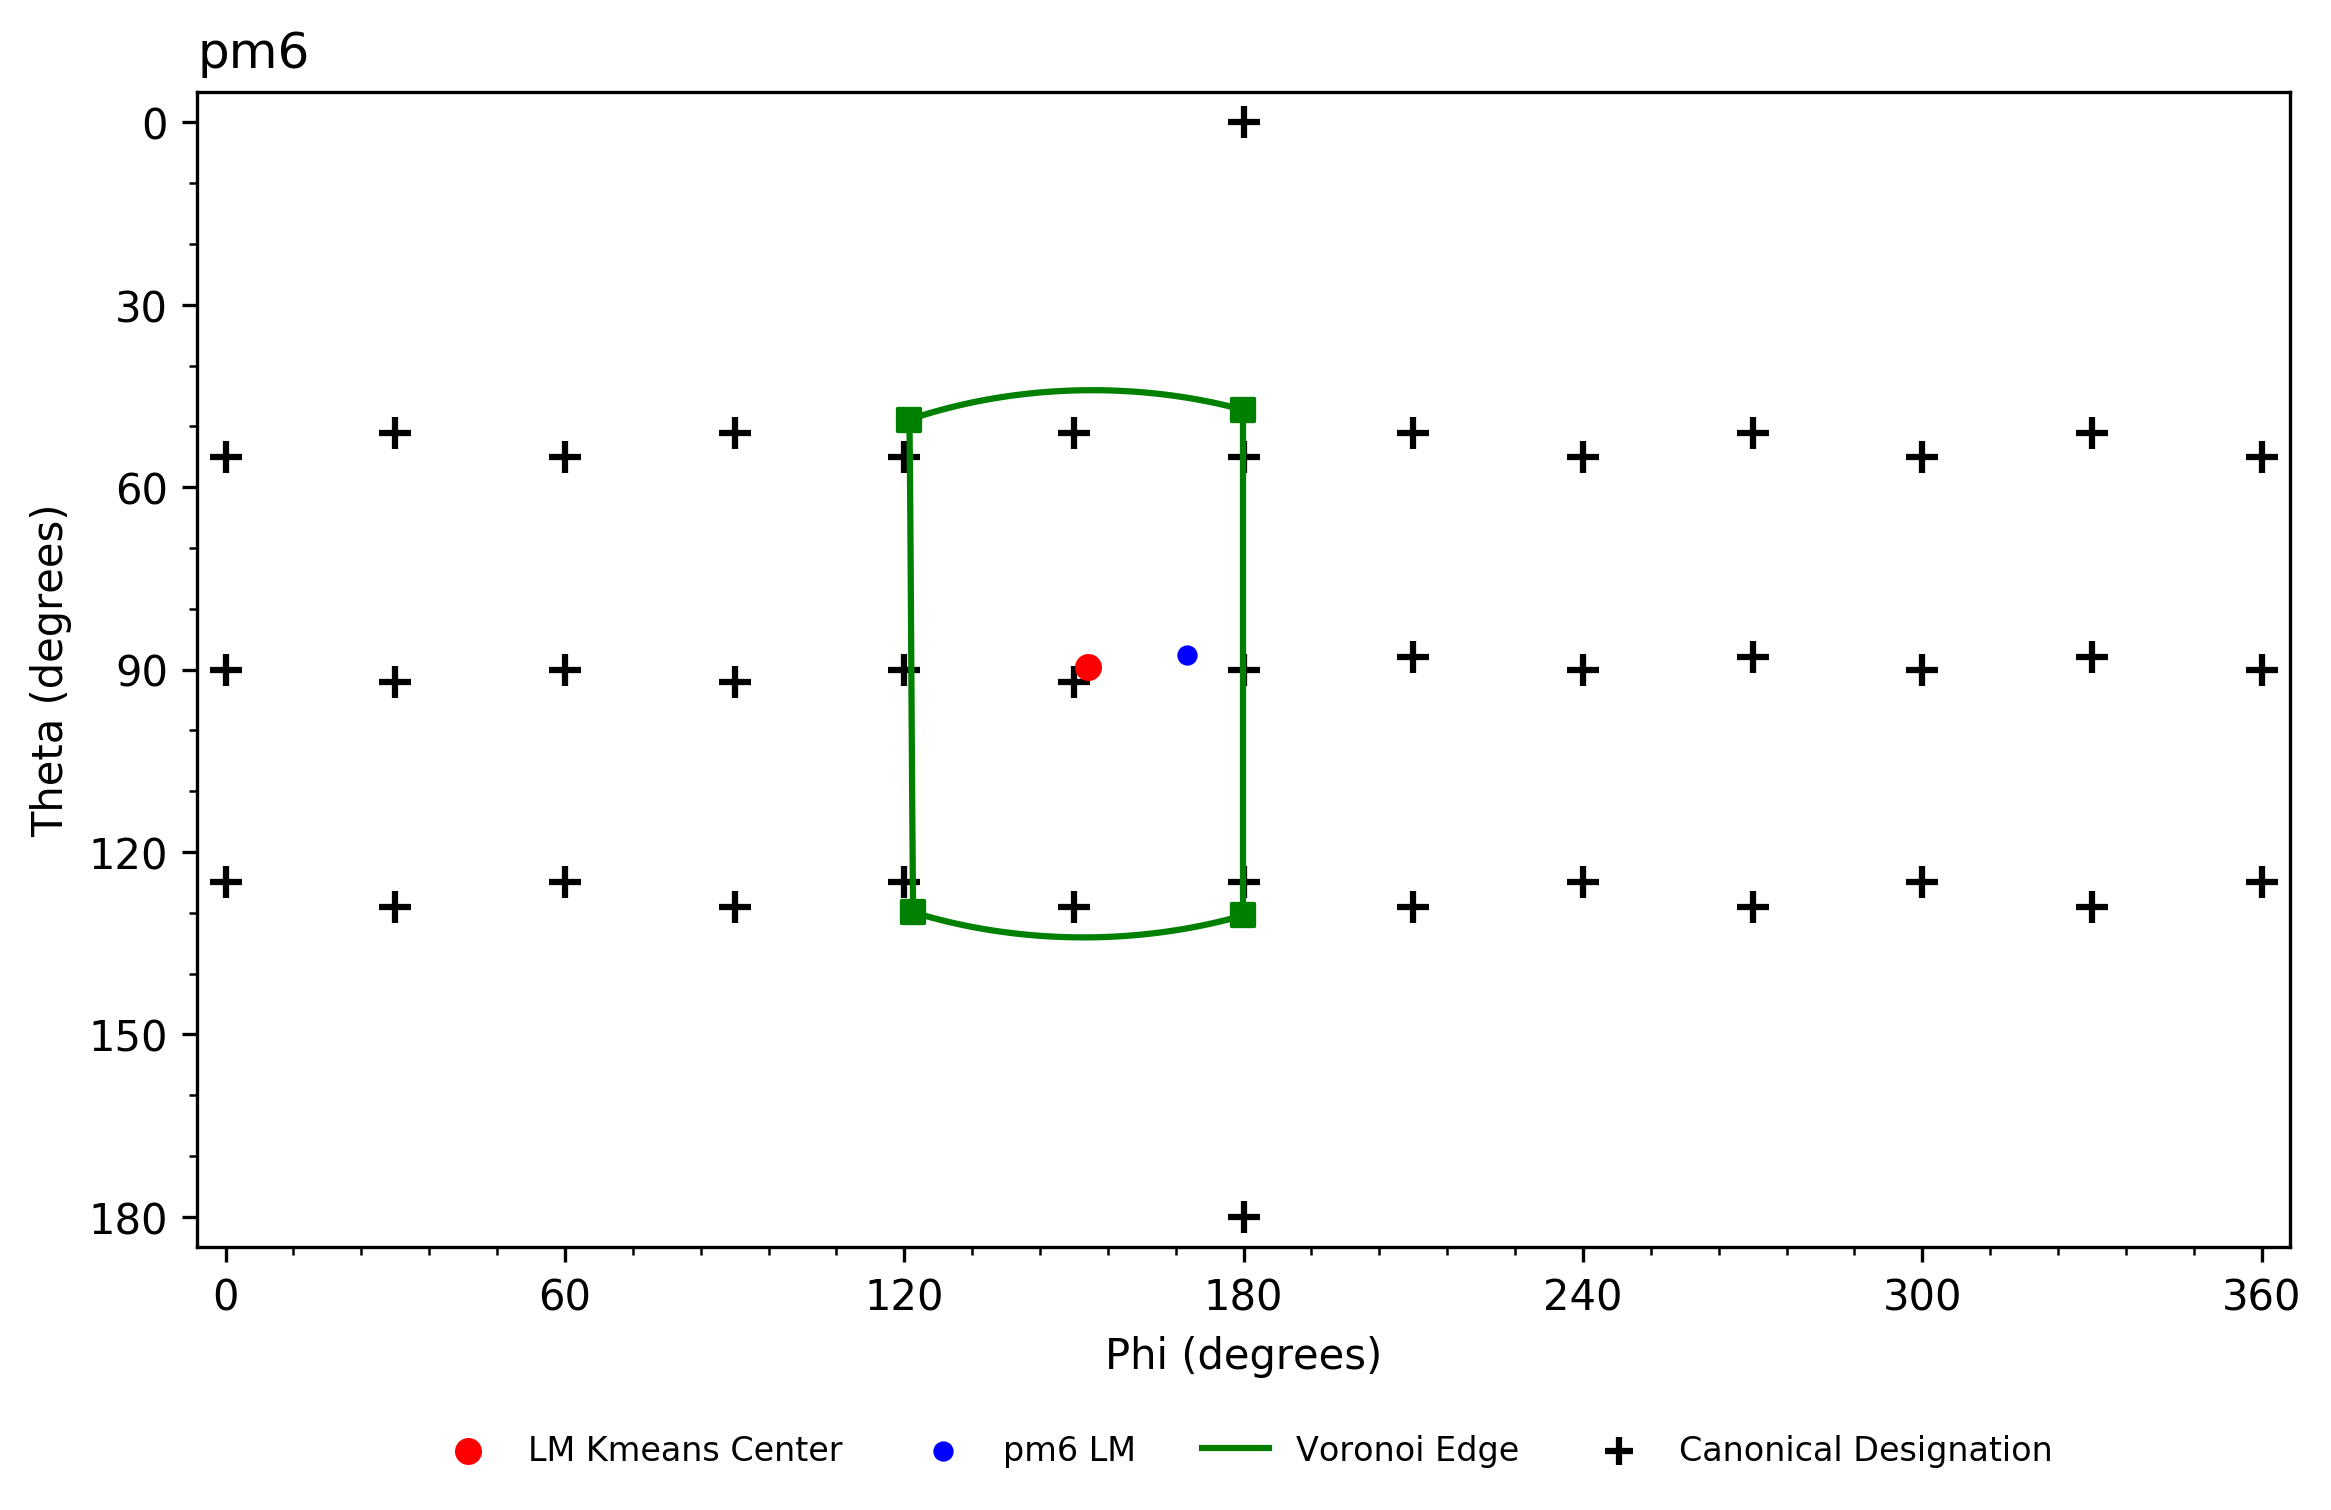 pm6
0
30
60
90
120
150
180
Theta (degrees)
0 60 120 180 240 300 360
Phi (degrees)
LM Kmeans Center pm6 LM Voronoi Edge Canonical Designation